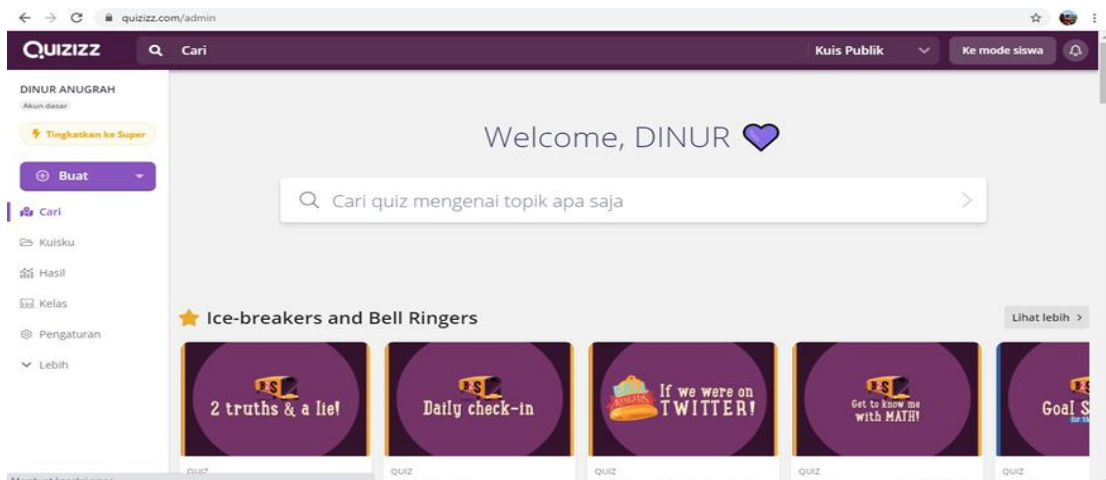 quizizz.com/admin
QUIZIZZ
Cari
Kuis Publik
Ke mode siswa
DINUR ANUGRAH
Akun dasar
Tingkatkan ke Super
Buat
Cari
Kuisku
Hasil
Kelas
Pengaturan
Lebih
Welcome, DINUR
Cari quiz mengenai topik apa saja
Ice-breakers and Bell Ringers
Lihat lebih >
B2S
2 truths & a lie!
B2S
Daily check-in
If we were on
TWITTER!
B2S
Get to know me
with MATH!
Goal
QUIZ
QUIZ
QUIZ
QUIZ
QUIZ